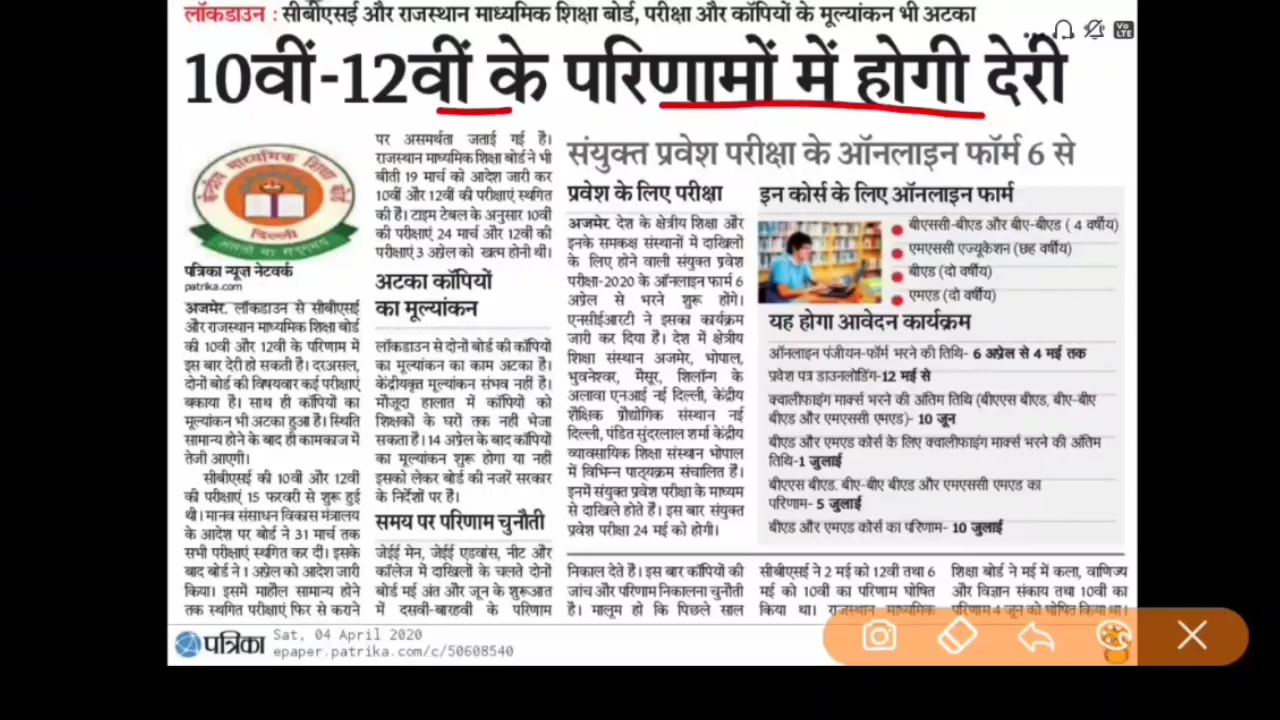 लॉकडाउन : सीबीएसई और राजस्थान माध्यमिक शिक्षा बोर्ड, परीक्षा और कॉपियों के मूल्यांकन भी अटका
10वीं-12वीं के परिणामों में होगी देरी
पत्रिका न्यूज नेटवर्क
patrika.com
अजमेर. लॉकडाउन से सीबीएसई
और राजस्थान माध्यमिक शिक्षा बोर्ड
की 10वीं और 12वीं के परिणाम में
इस बार देरी हो सकती है। दरअसल,
दोनों बोर्ड की विषयवार कई परीक्षाएं
बकाया है। साथ ही कॉपियों का
मूल्यांकन भी अटका हुआ है। स्थिति
सामान्य होने के बाद ही कामकाज में
तेजी आएगी।
सीबीएसई की 10वीं और 12वीं
की परीक्षाएं 15 फरवरी से शुरू हुई
थी। मानव संसाधन विकास मंत्रालय
के आदेश पर बोर्ड ने 31 मार्च तक
सभी परीक्षाएं स्थगित कर दीं। इसके
बाद बोर्ड ने 1 अप्रेल को आदेश जारी
किया। इसमें माहौल सामान्य होने
तक स्थगित परीक्षाएं फिर से कराने
पर असमर्थता जताई गई है।
राजस्थान माध्यमिक शिक्षा बोर्ड ने भी
बीती 19 मार्च को आदेश जारी कर
10वीं और 12वीं की परीक्षाएं स्थगित
की है। टाइम टेबल के अनुसार 10वीं
की परीक्षाएं 24 मार्च और 12वीं की
परीक्षाएं 3 अप्रेल को खत्म होनी थी।
अटका कॉपियों
का मूल्यांकन
लॉकडाउन से दोनों बोर्ड की कॉपियों
का मूल्यांकन का काम अटका है।
केंद्रीयकृत मूल्यांकन संभव नहीं है।
मौजूदा हालात में कॉपियों को
शिक्षकों के घरों तक नही भेजा
सकता है। 14 अप्रेल के बाद कॉपियों
का मूल्यांकन शुरू होगा या नहीं
इसको लेकर बोर्ड की नजरें सरकार
के निर्देशों पर है।
समय पर परिणाम चुनौती
जेईई मेन, जेईई एडवांस, नीट और
कॉलेज में दाखिलों के चलते दोनों
बोर्ड मई अंत और जून के शुरूआत
में दसवी-बारहवी के परिणाम
संयुक्त प्रवेश परीक्षा के ऑनलाइन फॉर्म 6 से
प्रवेश के लिए परीक्षा
अजमेर. देश के क्षेत्रीय शिक्षा और
इनके समकक्ष संस्थानों में दाखिलों
के लिए होने वाली संयुक्त प्रवेश
परीक्षा-2020 के ऑनलाइन फार्म 6
अप्रेल से भरने शुरू होंगे।
एनसीईआरटी ने इसका कार्यक्रम
जारी कर दिया है। देश में क्षेत्रीय
शिक्षा संस्थान अजमेर, भोपाल,
भुवनेश्वर, मैसूर, शिलॉन्ग के
अलावा एनआई नई दिल्ली, केंद्रीय
शैक्षिक प्रौद्योगिक संस्थान नई
दिल्ली, पंडित सुंदरलाल शर्मा केंद्रीय
व्यावसायिक शिक्षा संस्थान भोपाल
में विभिन्न पाठ्यक्रम संचालित है।
इनमें संयुक्त प्रवेश परीक्षा के माध्यम
से दाखिले होते है। इस बार संयुक्त
प्रवेश परीक्षा 24 मई को होगी।
इन कोर्स के लिए ऑनलाइन फार्म
बीएससी-बीएड और बीए-बीएड ( 4 वर्षीय)
एमएससी एज्यूकेशन (छह वर्षीय)
बीएड (दो वर्षीय)
एमएड (दो वर्षीय)
यह होगा आवेदन कार्यक्रम
ऑनलाइन पंजीयन-फॉर्म भरने की तिथि- 6 अप्रेल से 4 मई तक
प्रवेश पत्र डाउनलोडिंग-12 मई से
क्वालीफाइंग मार्क्स भरने की अंतिम तिथि (बीएएस बीएड, बीए-बीए
बीएड और एमएससी एमएड)- 10 जून
बीएड और एमएड कोर्स के लिए क्वालीफाइंग मार्क्स भरने की अंतिम
तिथि-1 जुलाई
बीएएस बीएड. बीए-बीए बीएड और एमएससी एमएड का
परिणाम- 5 जुलाई
बीएड और एमएड कोर्स का परिणाम- 10 जुलाई
निकाल देते है। इस बार कॉपियों की
जांच और परिणाम निकालना चुनौती
है। मालूम हो कि पिछले साल
सीबीएसई ने 2 मई को 12वीं तथा 6
मई को 10वीं का परिणाम घोषित
किया था। राजस्थान माध्यमिक
शिक्षा बोर्ड ने मई में कला, वाणिज्य
और विज्ञान संकाय तथा 10वीं का
परिणाम 4 जून को घोषित किया था।
पत्रिका
Sat, 04 April 2020
epaper.patrika.com/c/50608540